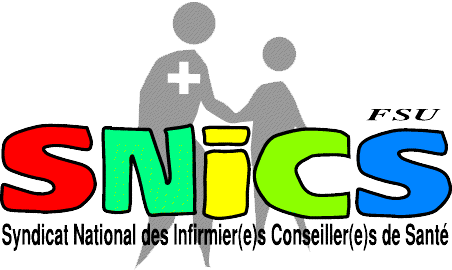 FSU
SNiCS
Syndicat National des Infirmier(e)s Conseiller(e)s de Santé